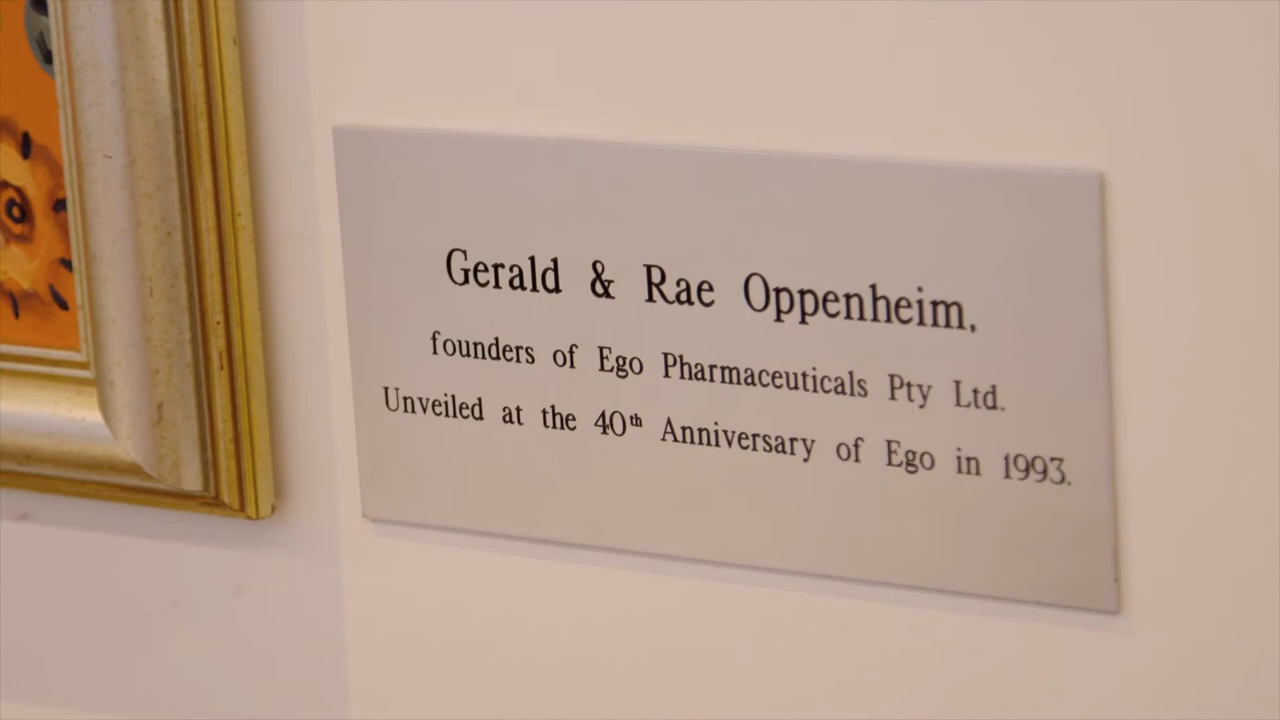 Gerald & Rae Oppenheim,
founders of Ego Pharmaceuticals Pty Ltd.
Unveiled at the 40th Anniversary of Ego in 1993.